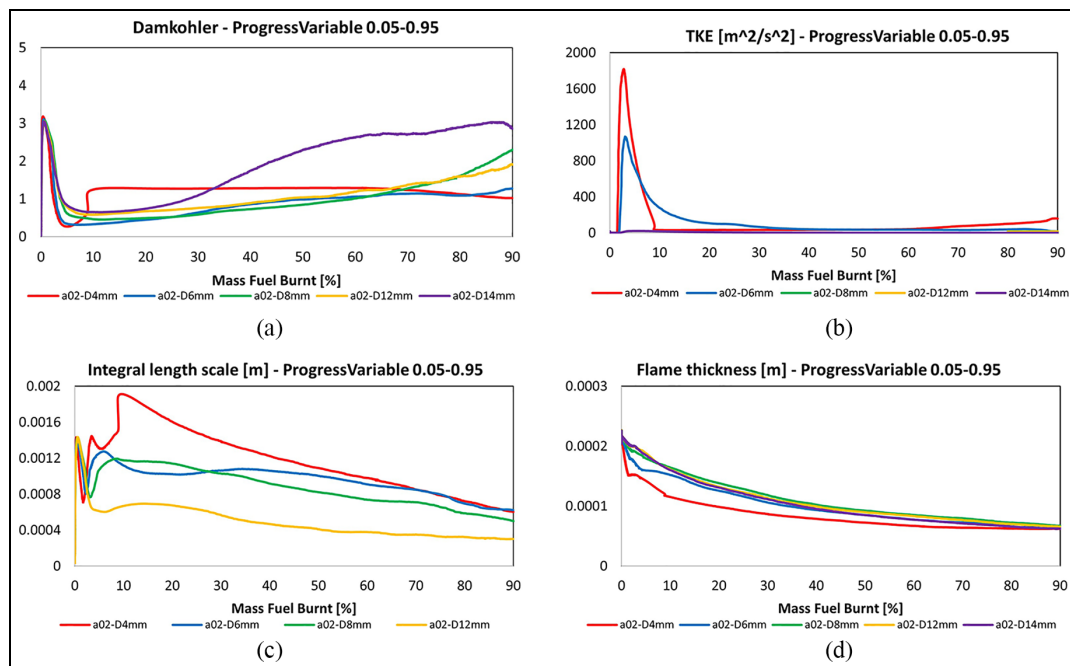 Damkohler - ProgressVariable 0.05-0.95
(a)
5
4
3
2
1
0
0 10 20 30 40 50 60 70 80 90
Mass Fuel Burnt [%]
a02-D4mm a02-D6mm a02-D8mm a02-D12mm a02-D14mm
(a)
TKE [m^2/s^2] - ProgressVariable 0.05-0.95
(b)
2000
1600
1200
800
400
0
0 10 20 30 40 50 60 70 80 90
Mass Fuel Burnt [%]
a02-D4mm a02-D6mm a02-D8mm a02-D12mm a02-D14mm
(b)
Integral length scale [m] - ProgressVariable 0.05-0.95
0.002
0.0016
0.0012
0.0008
0.0004
0
0 10 20 30 40 50 60 70 80 90
Mass Fuel Burnt [%]
a02-D4mm a02-D6mm a02-D8mm a02-D12mm
(c)
Flame thickness [m] - ProgressVariable 0.05-0.95
0.0003
0.0002
0.0001
0
0 10 20 30 40 50 60 70 80 90
Mass Fuel Burnt [%]
a02-D4mm a02-D6mm a02-D8mm a02-D12mm a02-D14mm
(d)